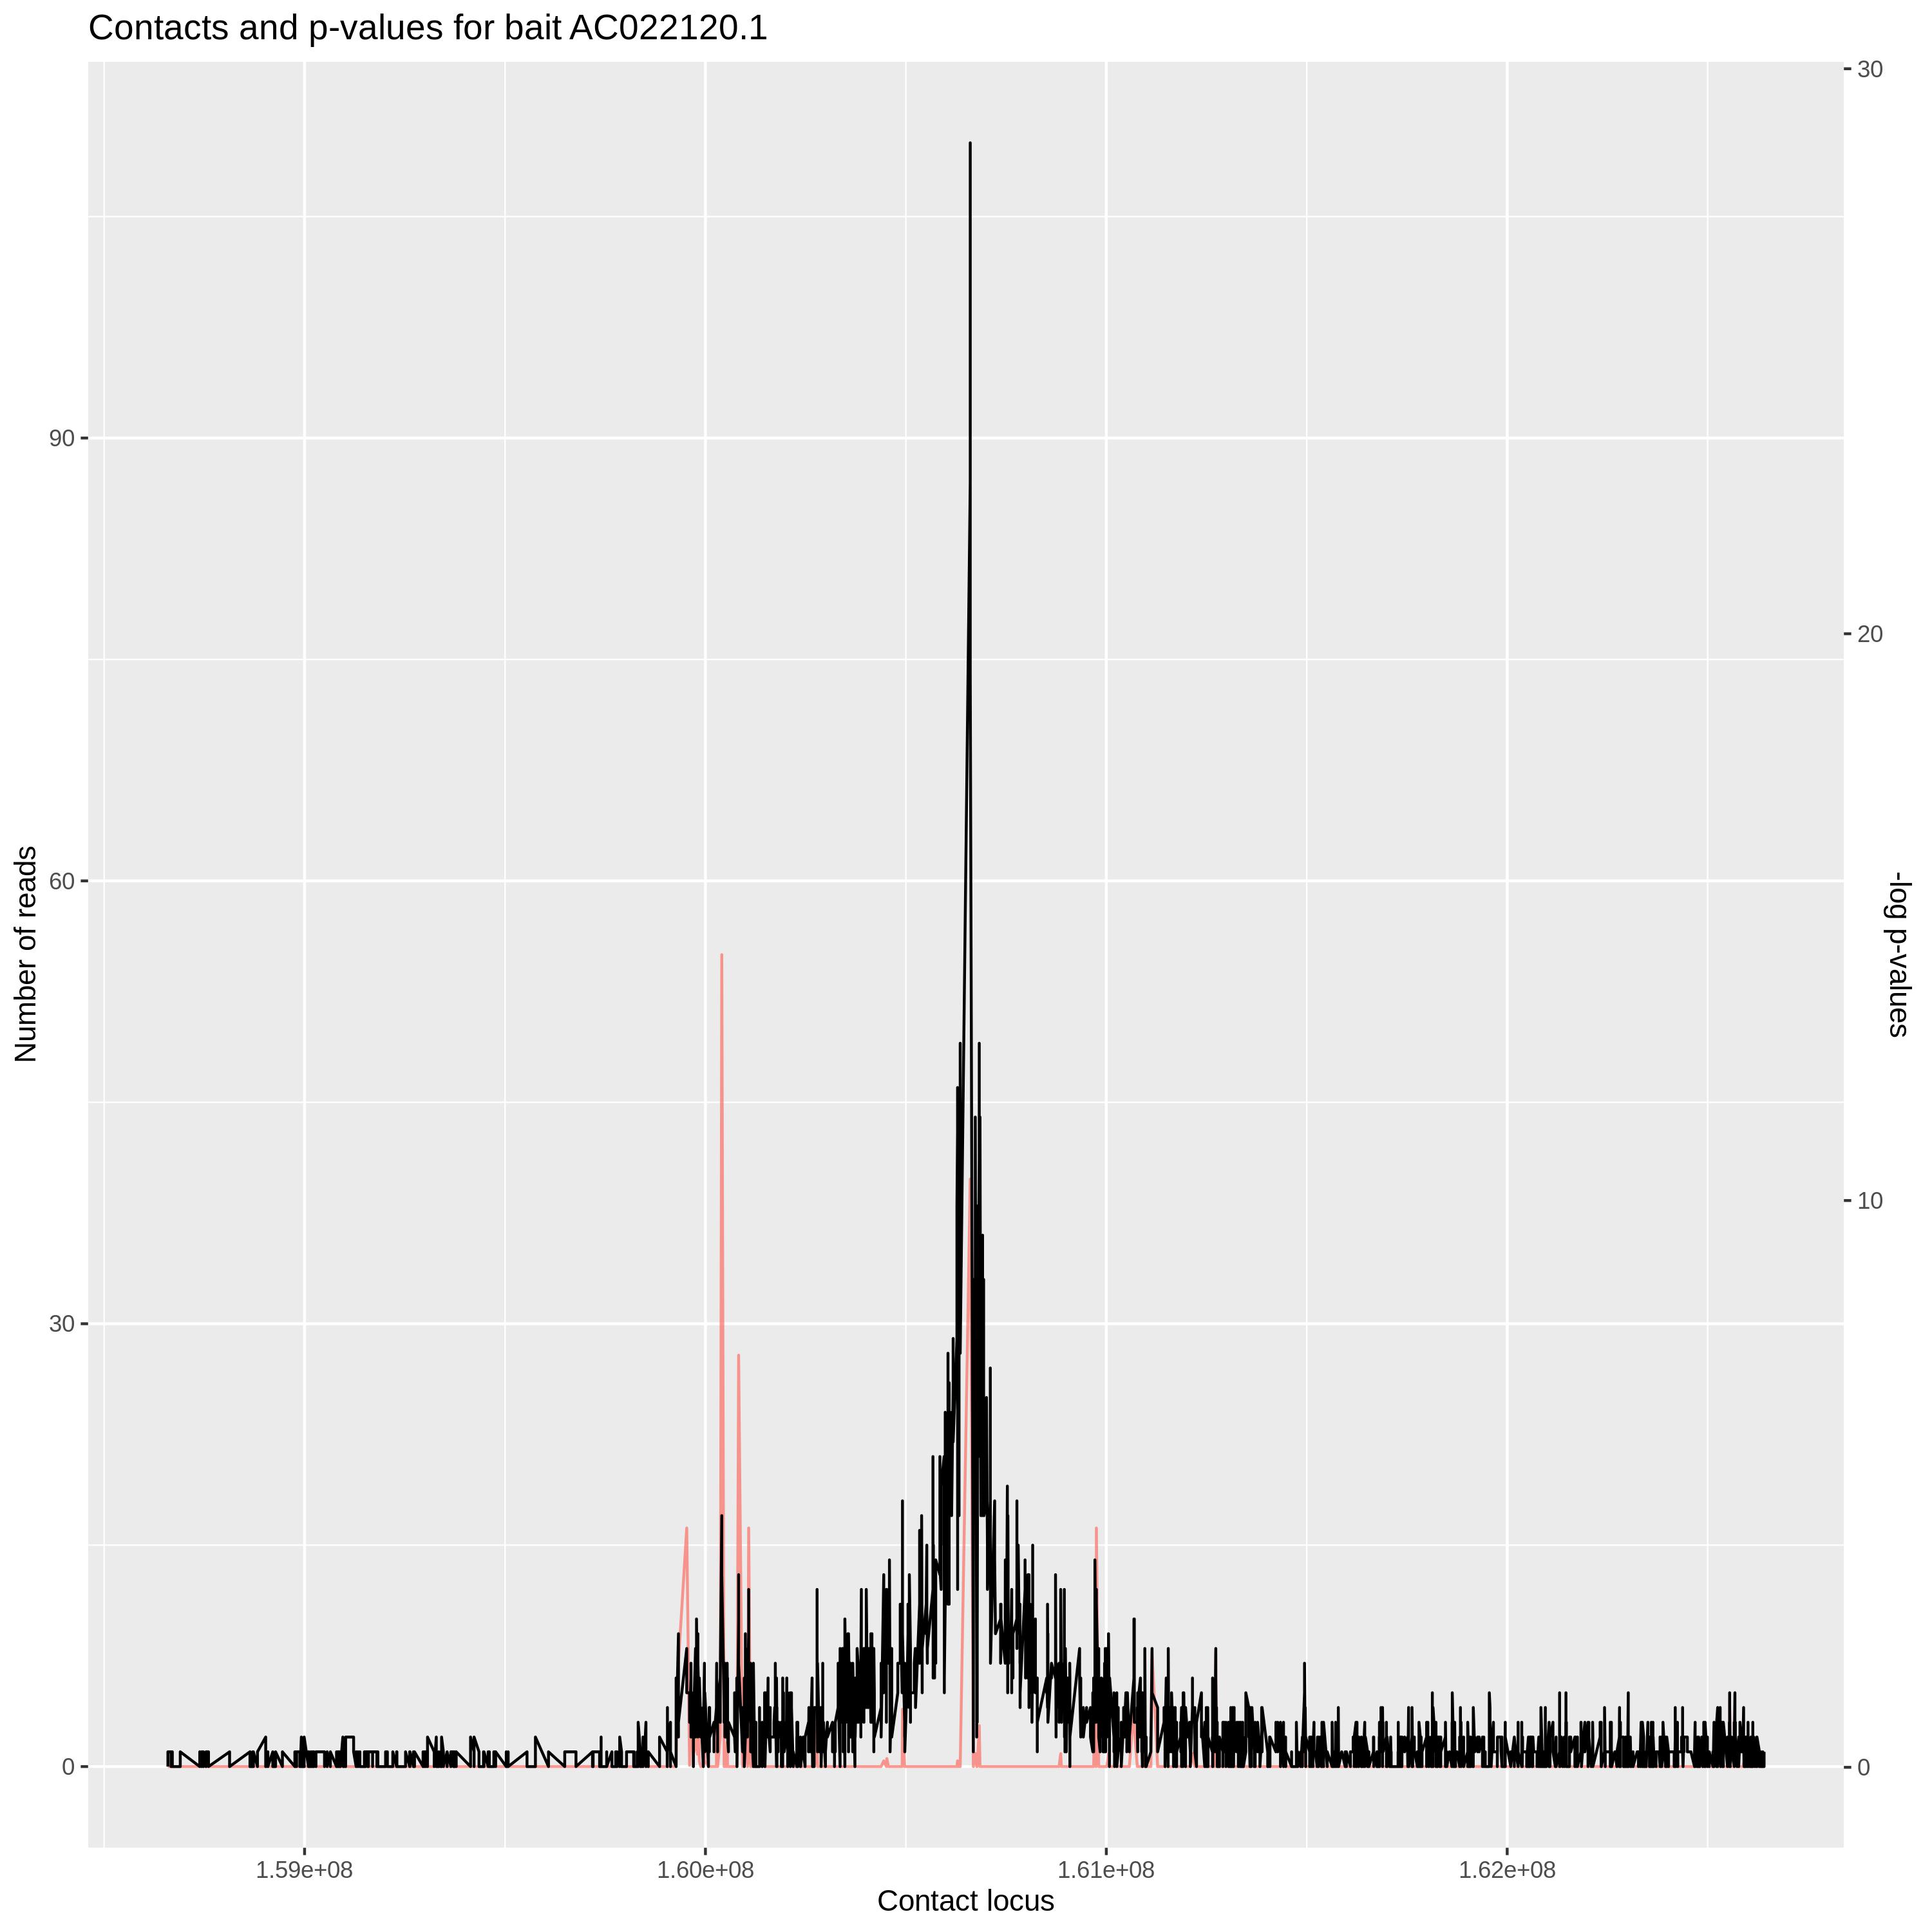 Contacts and p-values for bait AC022120.1
30
20
10
0
90
60
30
0
Number of reads
-log p-values
1.59e+08
1.60e+08
1.61e+08
1.62e+08
Contact locus